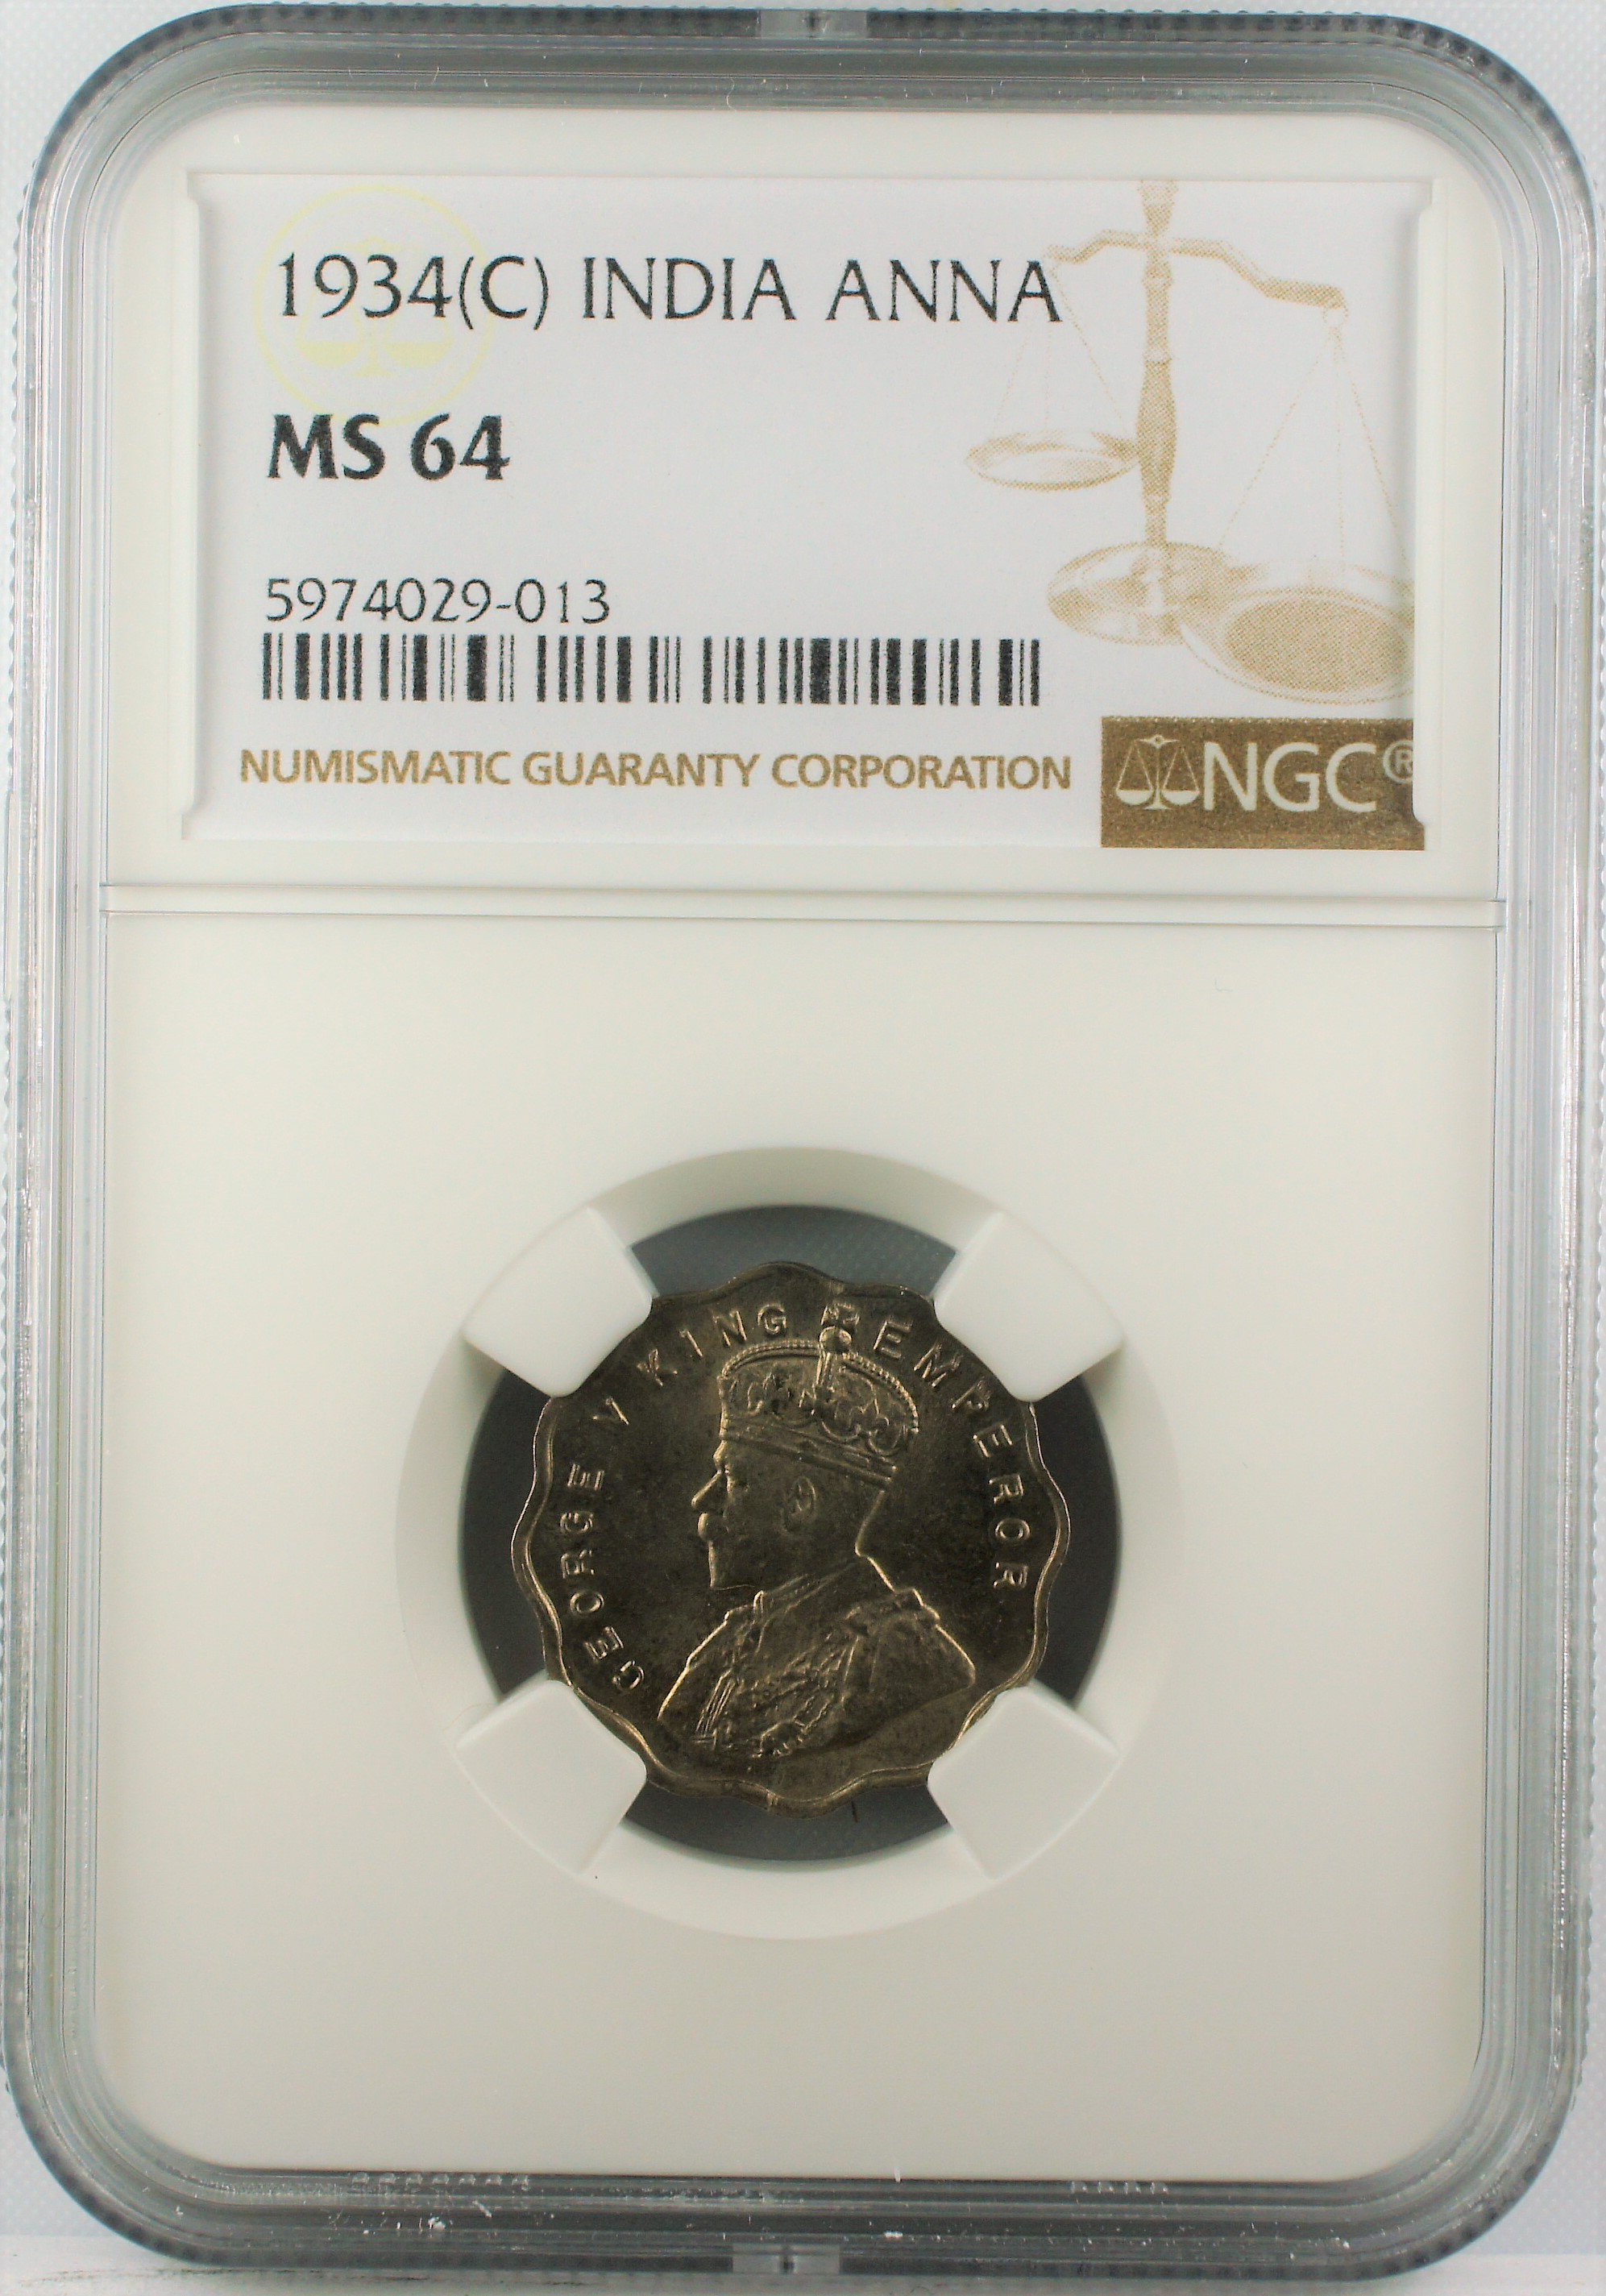 1934(C) INDIA ANNA
MS 64
5974029-013
NUMISMATIC GUARANTY CORPORATION
NGC®
GEORGE V KING EMPEROR